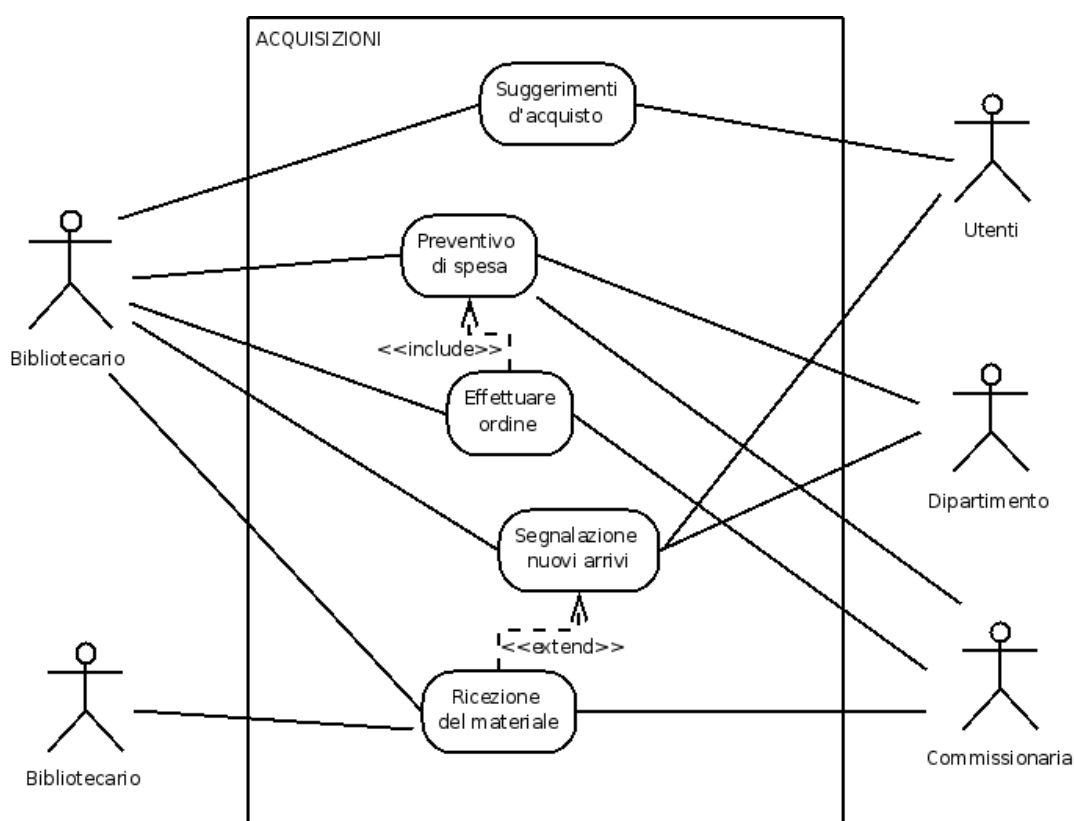 ACQUISIZIONI
Suggerimenti
d'acquisto
Utenti
Preventivo
di spesa
Bibliotecario
<<include>>
Effettuare
ordine
Dipartimento
Segnalazione
nuovi arrivi
<<extend>>
Ricezione
del materiale
Commissionaria
Bibliotecario